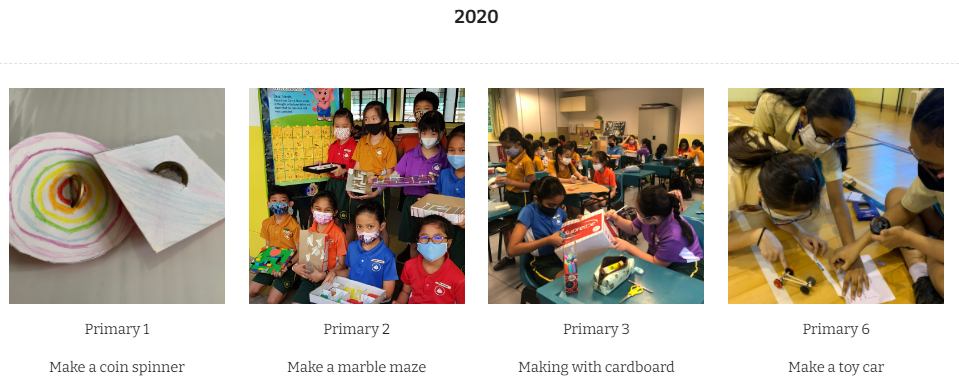 2020
Primary 1
Primary 2
Primary 3
Primary 6
Make a coin spinner
Make a marble maze
Making with cardboard
Make a toy car